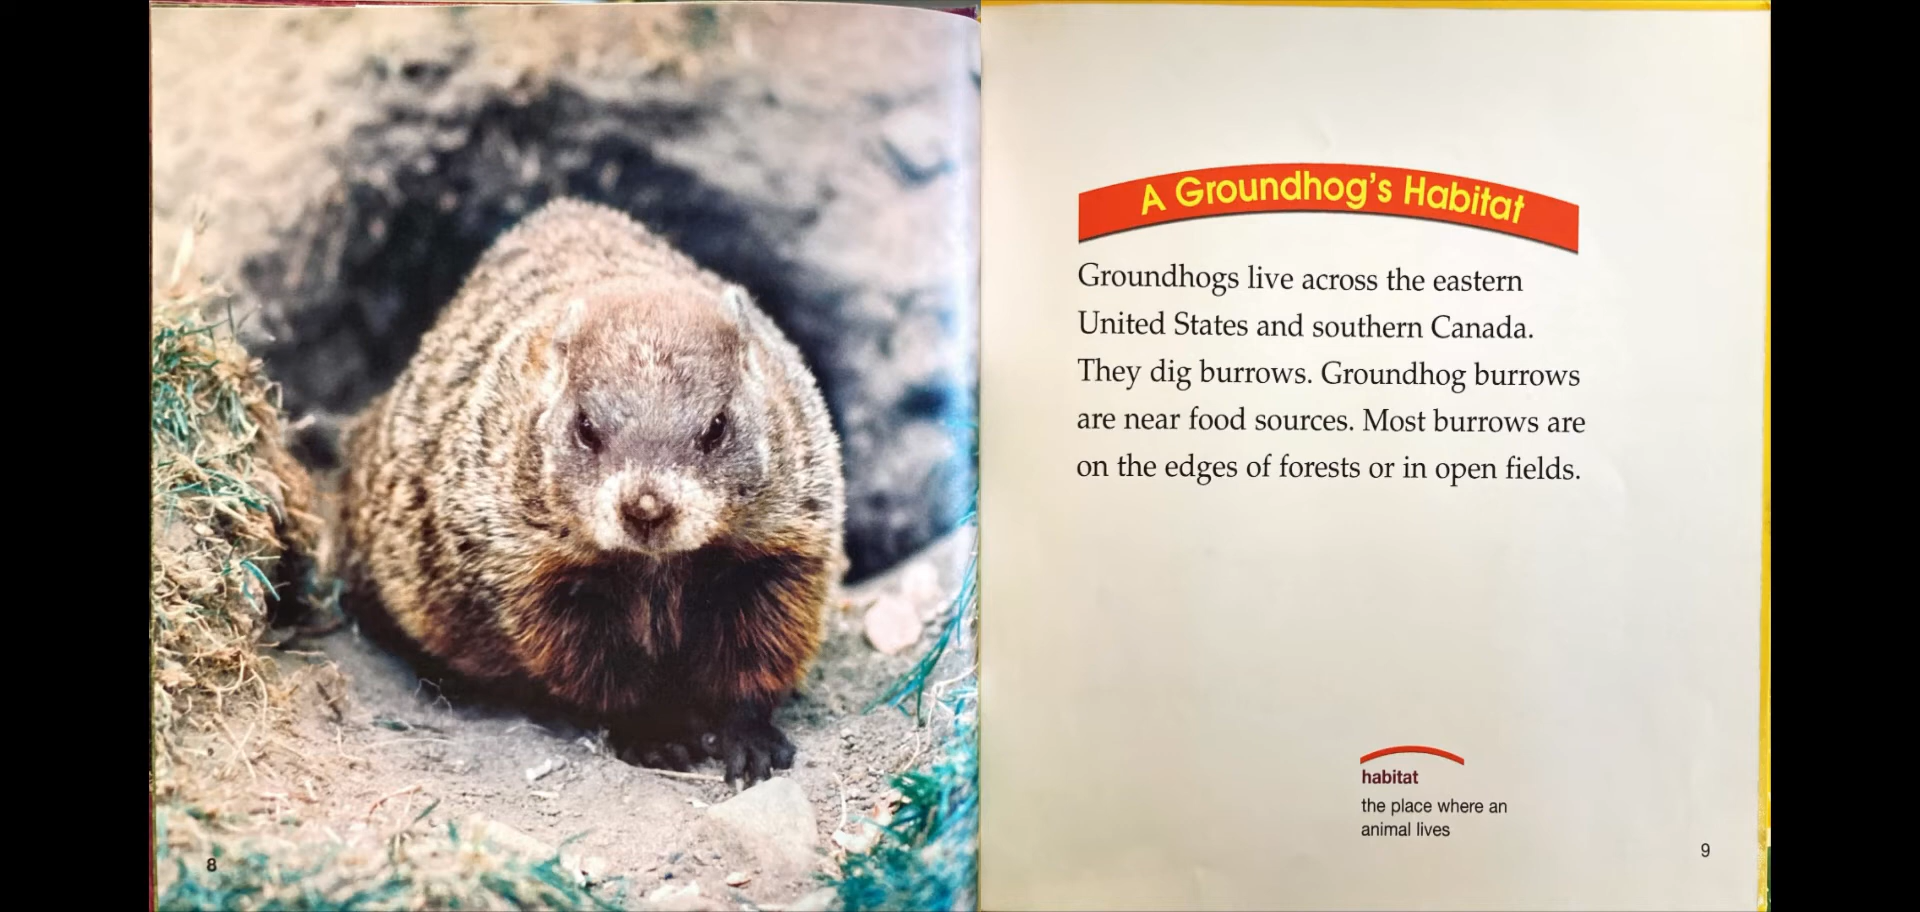 8
A Groundhog's Habitat
Groundhogs live across the eastern
United States and southern Canada.
They dig burrows. Groundhog burrows
are near food sources. Most burrows are
on the edges of forests or in open fields.
habitat
the place where an
animal lives
9